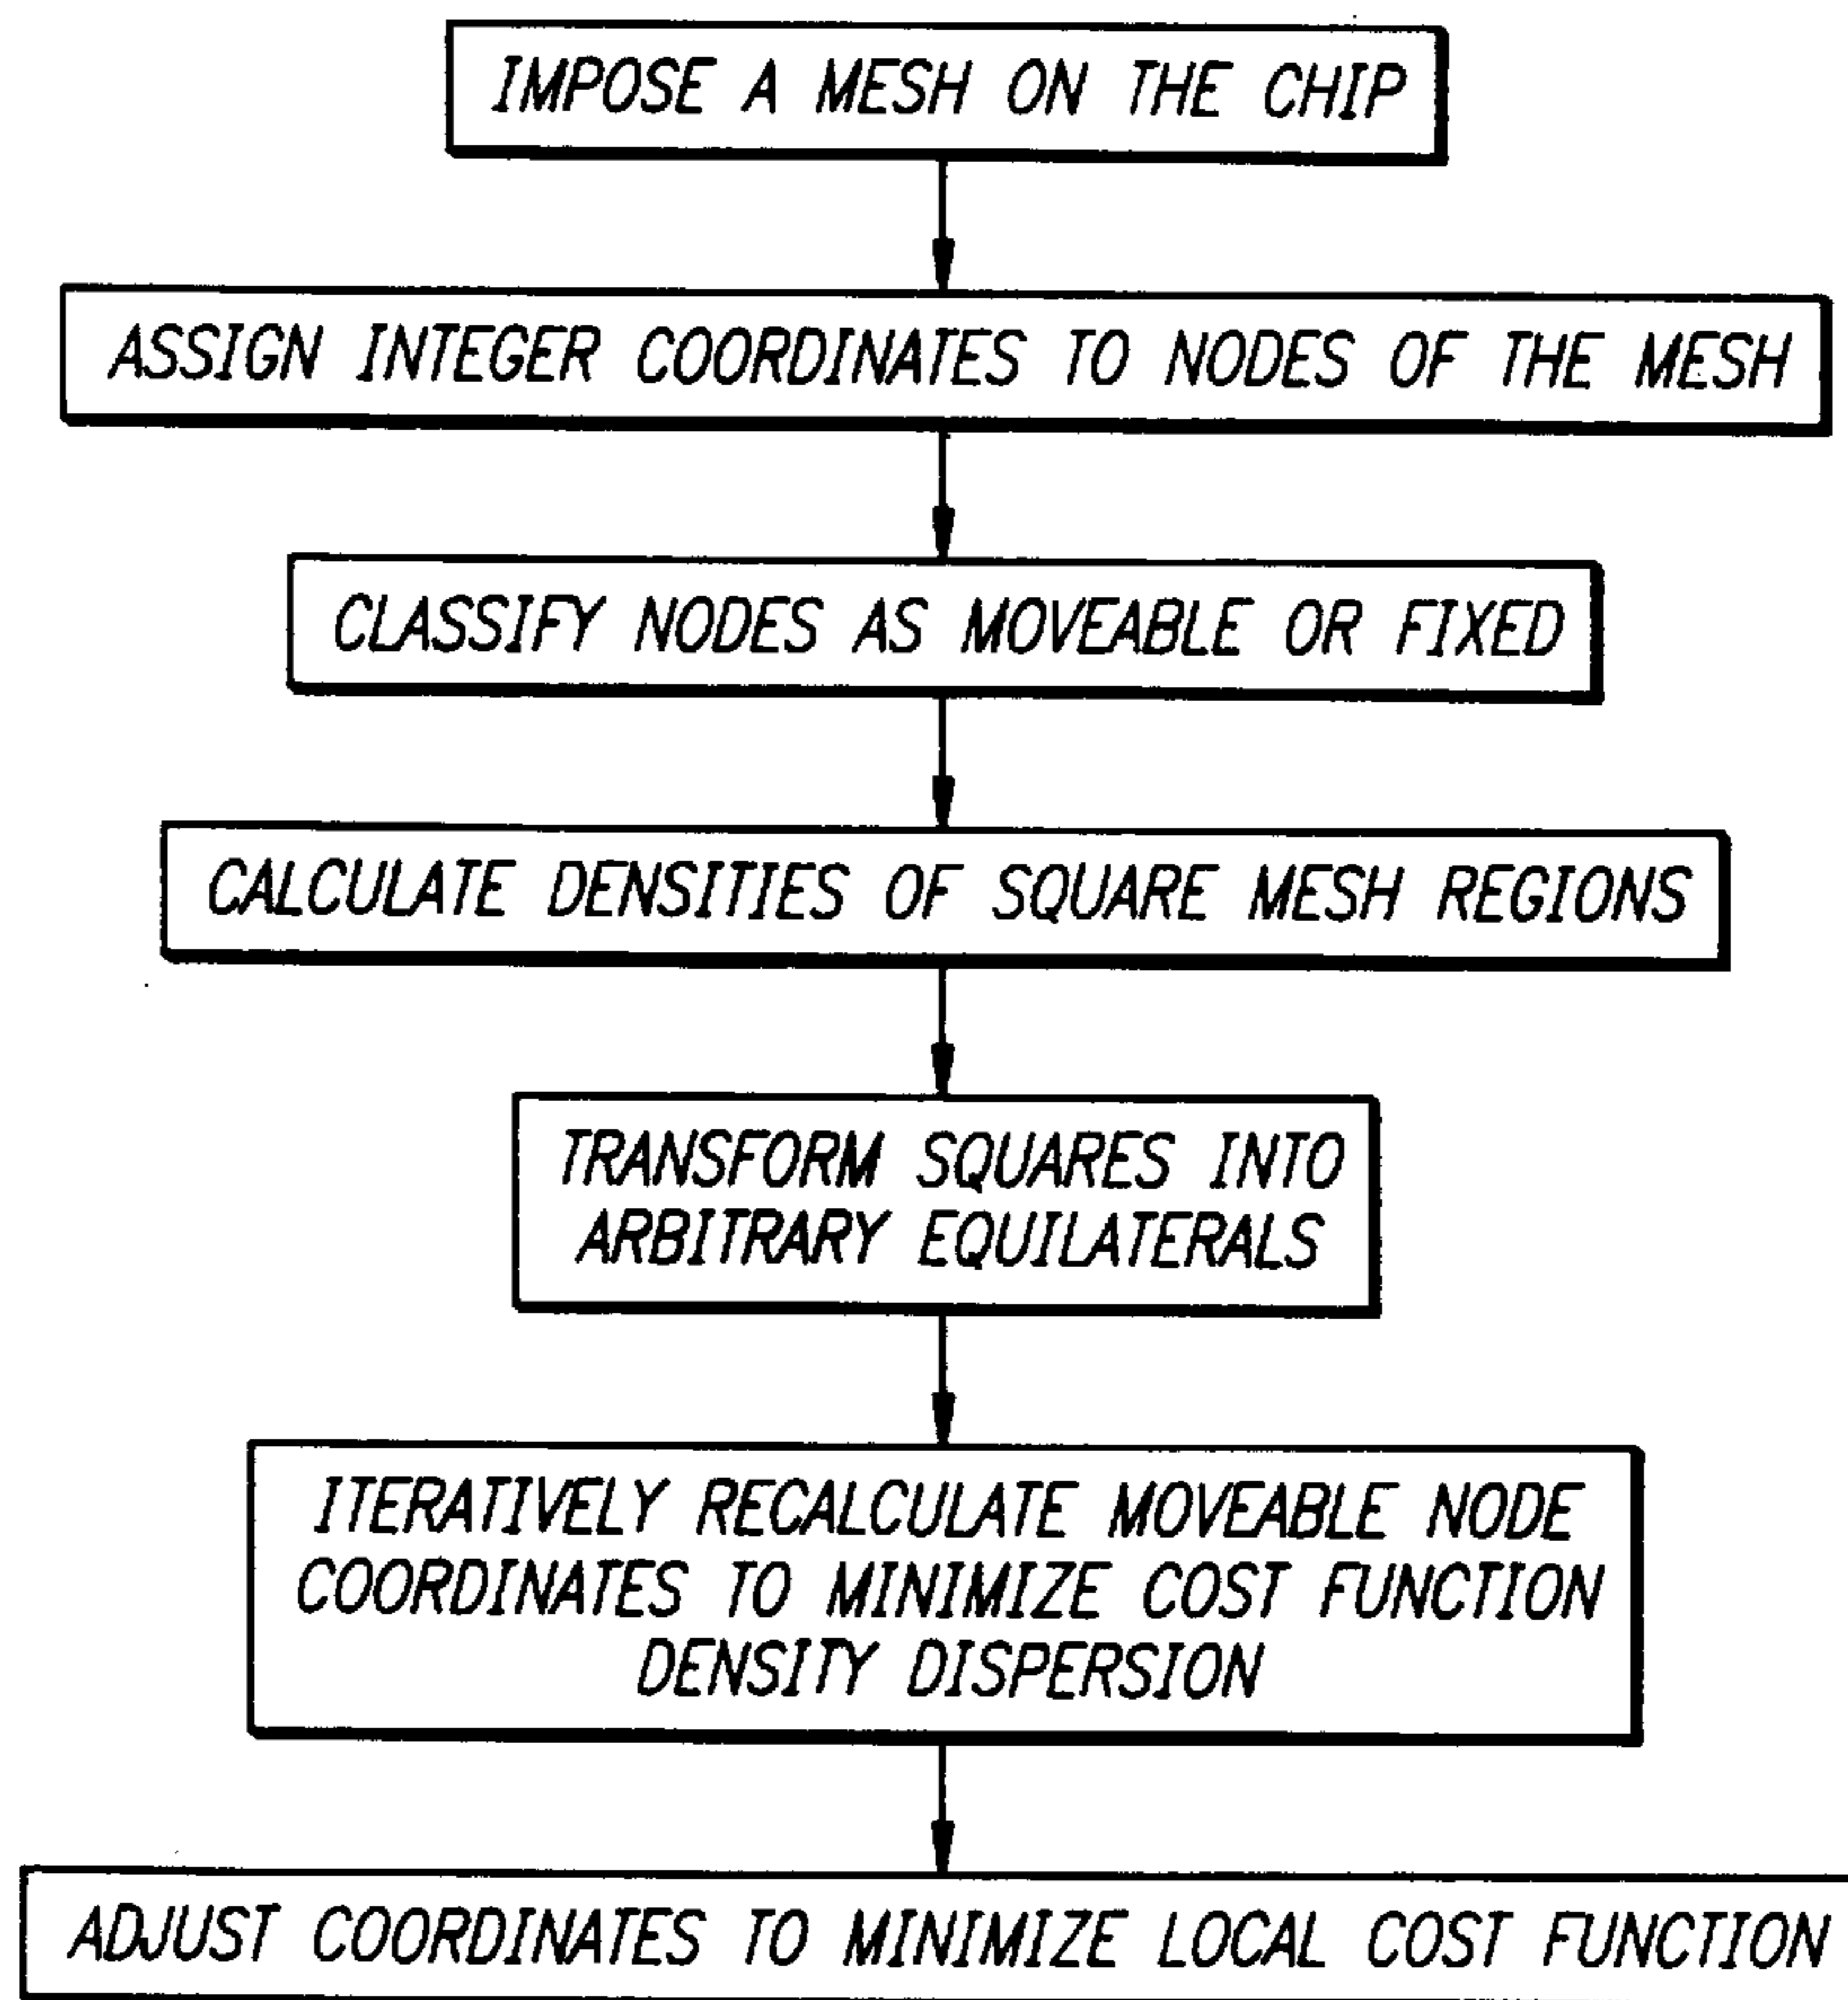 IMPOSE A MESH ON THE CHIP
ASSIGN INTEGER COORDINATES TO NODES OF THE MESH
CLASSIFY NODES AS MOVEABLE OR FIXED
CALCULATE DENSITIES OF SQUARE MESH REGIONS
TRANSFORM SQUARES INTO
ARBITRARY EQUILATERALS
ITERATIVELY RECALCULATE MOVEABLE NODE
COORDINATES TO MINIMIZE COST FUNCTION
DENSITY DISPERSION
ADJUST COORDINATES TO MINIMIZE LOCAL COST FUNCTION